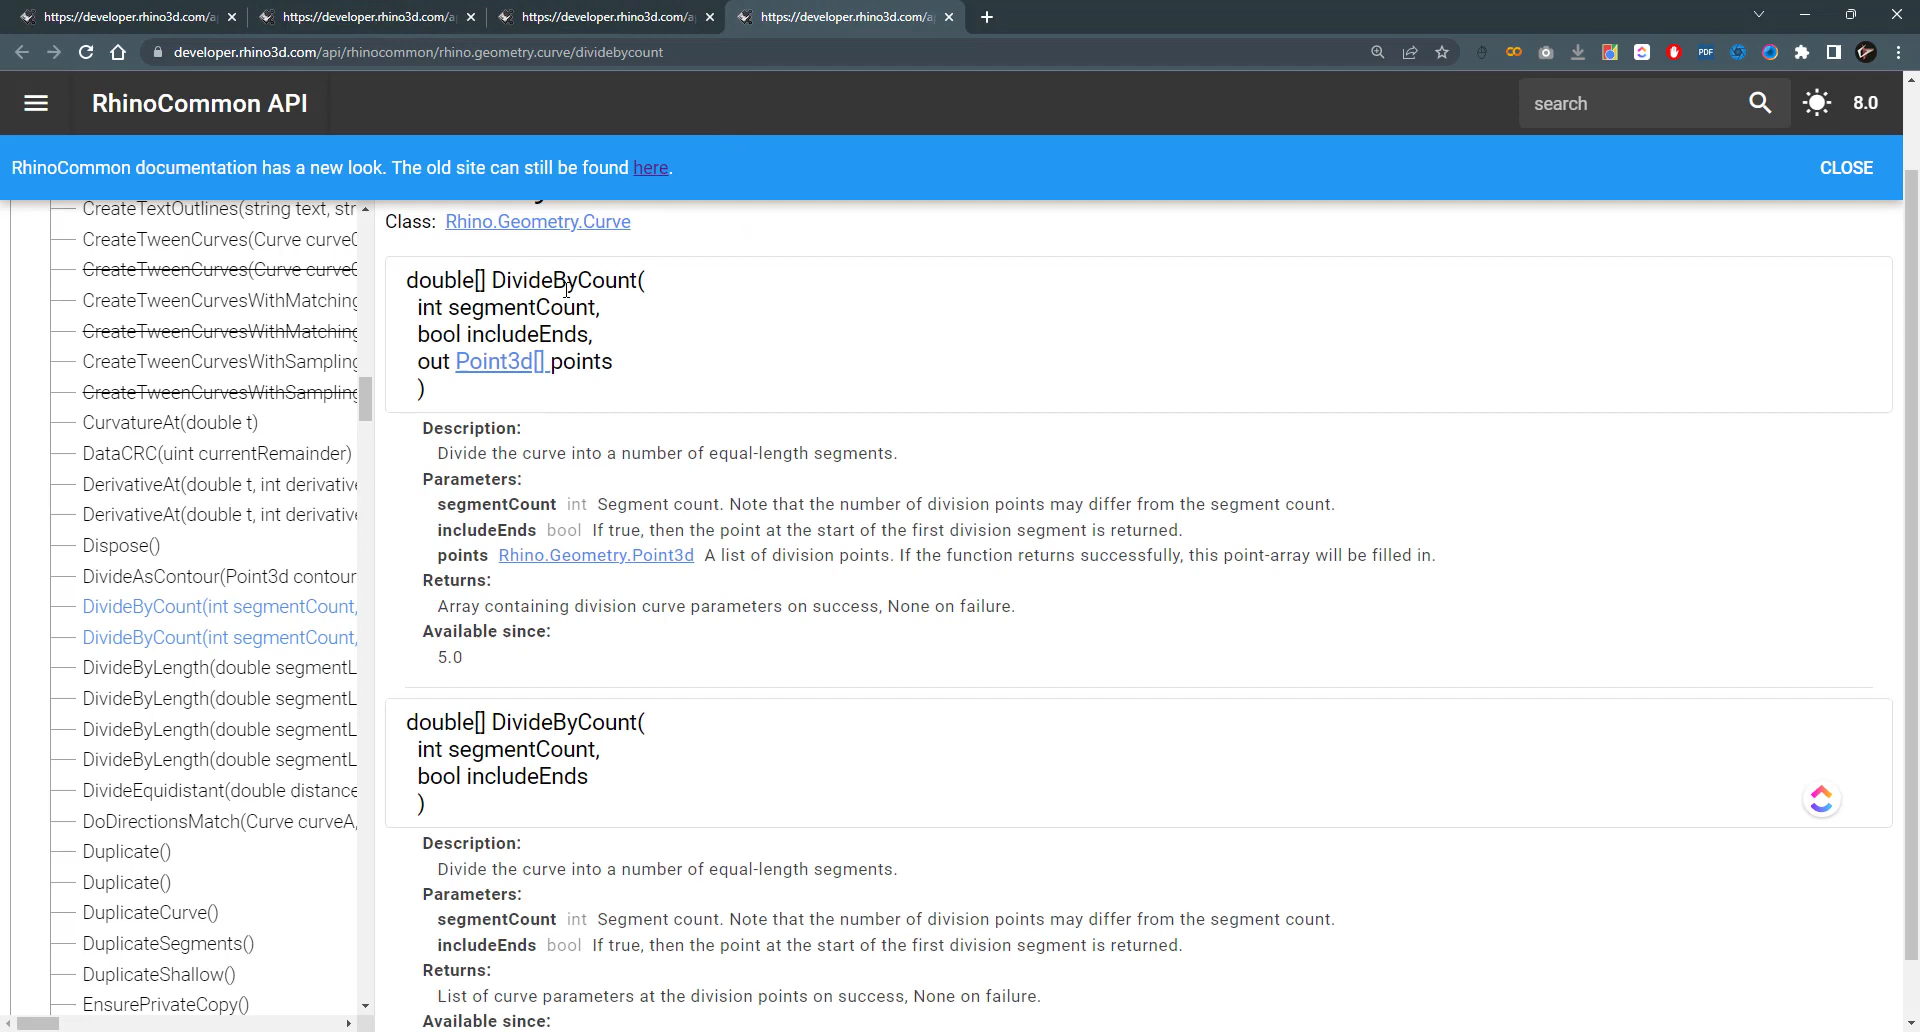 https://developer.rhino3d.com/a
https://developer.rhino3d.com/a
https://developer.rhino3d.com/a
https://developer.rhino3d.com/a
developer.rhino3d.com/api/rhinocommon/rhino.geometry.curve/dividebycount
PDF
RhinoCommon API
search
8.0
RhinoCommon documentation has a new look. The old site can still be found here.
CLOSE
CreateTextOutlines(string text, str
CreateTweenCurves(Curve curve0
CreateTweenCurves(Curve curve0
CreateTweenCurvesWithMatching
CreateTweenCurvesWithMatching
CreateTweenCurvesWithSampling
CreateTweenCurvesWithSampling
CurvatureAt(double t)
DataCRC(uint currentRemainder)
DerivativeAt(double t, int derivative
DerivativeAt(double t, int derivative
Dispose()
DivideAsContour(Point3d contour
DivideByCount(int segmentCount,
DivideByCount(int segmentCount,
DivideByLength(double segmentL
DivideByLength(double segmentL
DivideByLength(double segmentL
DivideByLength(double segmentL
DivideEquidistant(double distance
DoDirectionsMatch(Curve curveA,
Duplicate()
Duplicate()
DuplicateCurve()
DuplicateSegments()
DuplicateShallow()
EnsurePrivateCopy()
Class: Rhino.Geometry.Curve
double[] DivideByCount(
int segmentCount,
bool includeEnds,
out Point3d[] points
)
Description:
Divide the curve into a number of equal-length segments.
Parameters:
segmentCount int Segment count. Note that the number of division points may differ from the segment count.
includeEnds bool If true, then the point at the start of the first division segment is returned.
points Rhino.Geometry.Point3d A list of division points. If the function returns successfully, this point-array will be filled in.
Returns:
Array containing division curve parameters on success, None on failure.
Available since:
5.0
double[] DivideByCount(
int segmentCount,
bool includeEnds
)
Description:
Divide the curve into a number of equal-length segments.
Parameters:
segmentCount int Segment count. Note that the number of division points may differ from the segment count.
includeEnds bool If true, then the point at the start of the first division segment is returned.
Returns:
List of curve parameters at the division points on success, None on failure.
Available since: